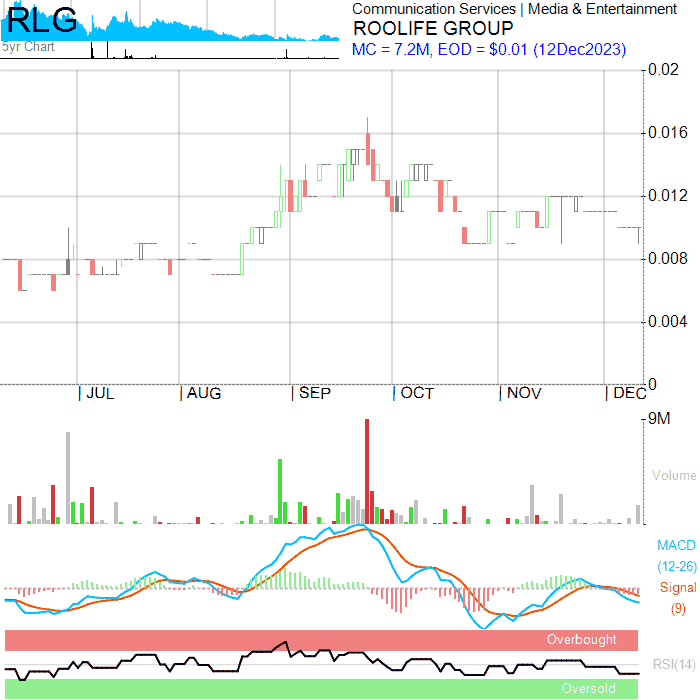 RLG
5yr Chart
Communication Services | Media & Entertainment
ROOLIFE GROUP
MC = 7.2M, EOD = $0.01 (12Dec2023)
0.02
0.016
0.012
0.008
0.004
0
| JUL | AUG | SEP | OCT | NOV | DEC
9M
Volume
MACD
(12-26)
Signal
(9)
Overbought
RSI(14)
Oversold